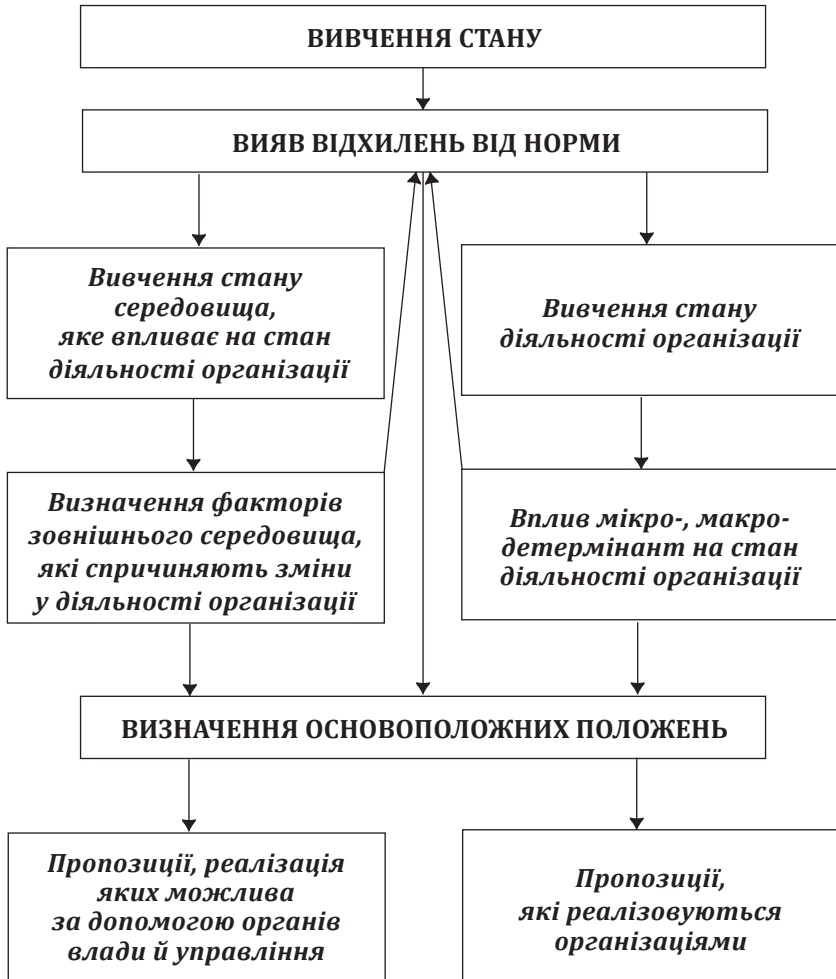 ВИВЧЕННЯ СТАНУ
ВИЯВ ВІДХИЛЕНЬ ВІД НОРМИ
Вивчення стану
середовища,
яке впливає на стан
діяльності організації
Вивчення стану
діяльності організації
Визначення факторів
зовнішнього середовища,
які спричиняють зміни
у діяльності організації
Вплив мікро-, макро-
детермінант на стан
діяльності організації
ВИЗНАЧЕННЯ ОСНОВОПОЛОЖНИХ ПОЛОЖЕНЬ
Пропозиції, реалізація
яких можлива
за допомогою органів
влади й управління
Пропозиції,
які реалізовуються
організаціями